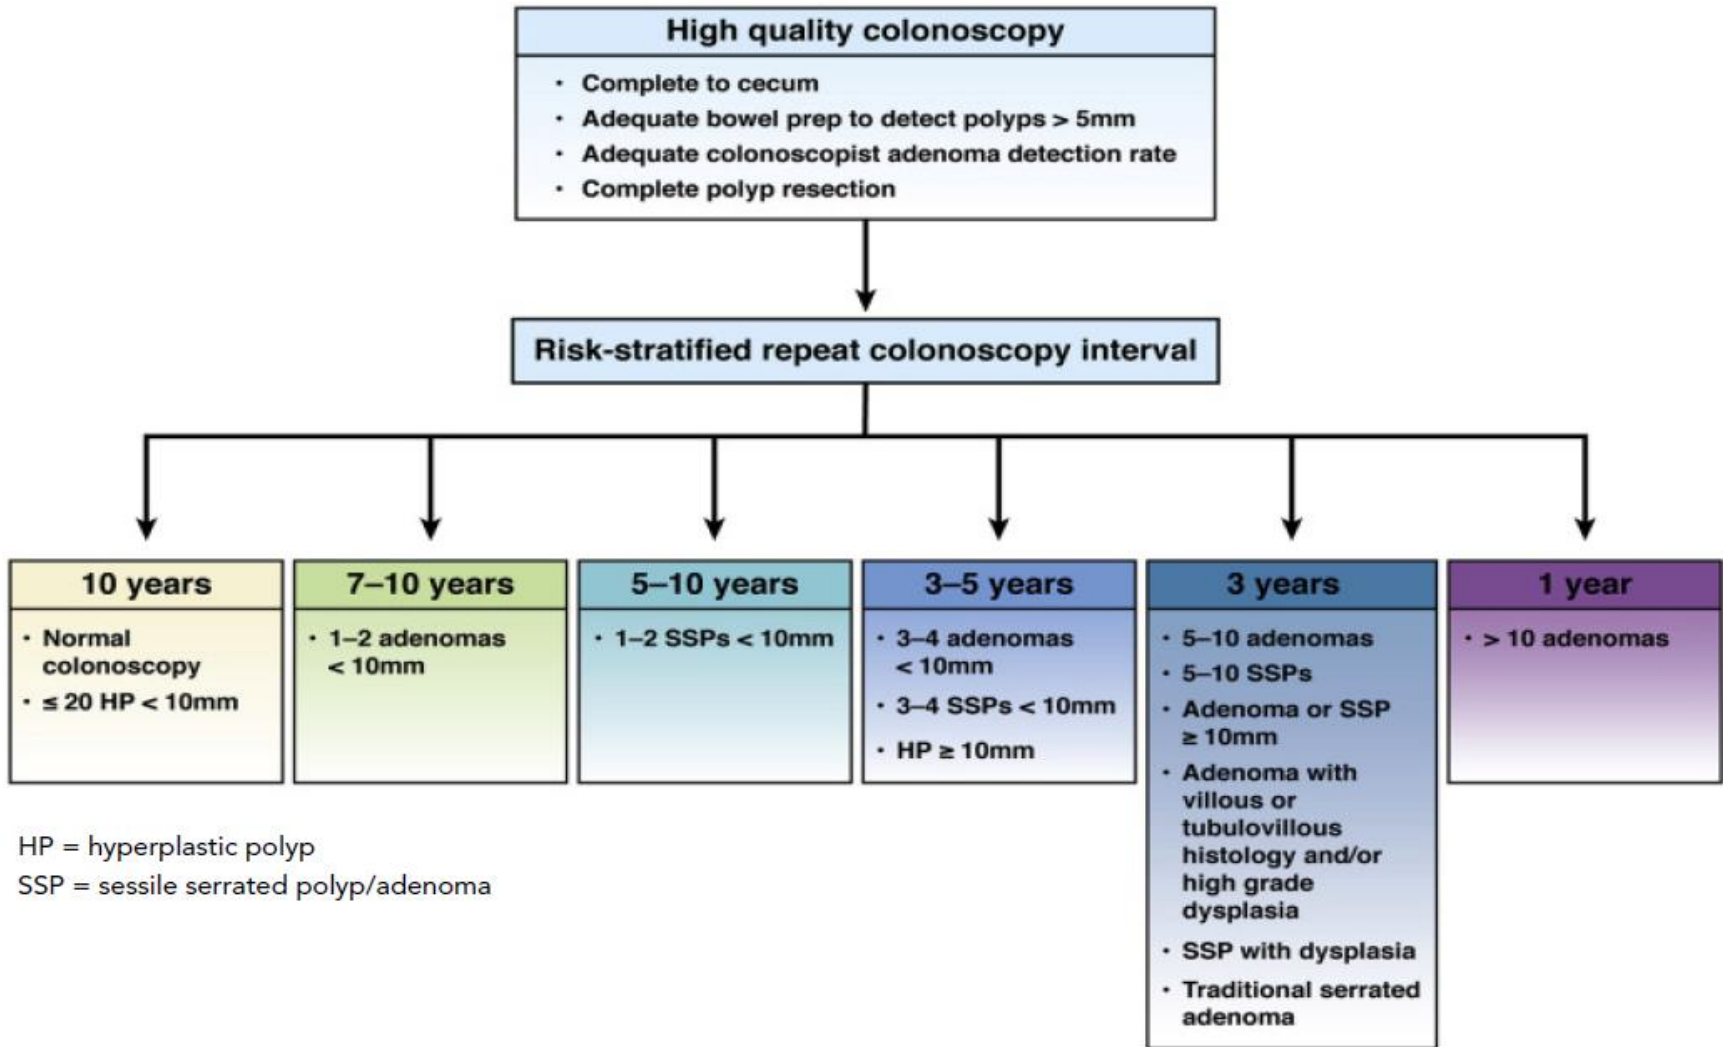 High quality colonoscopy
· Complete to cecum
· Adequate bowel prep to detect polyps > 5mm
· Adequate colonoscopist adenoma detection rate
· Complete polyp resection
Risk-stratified repeat colonoscopy interval
10 years
· Normal
colonoscopy
· ≤ 20 HP < 10mm
7–10 years
· 1–2 adenomas
< 10mm
5–10 years
· 1–2 SSPs < 10mm
3–5 years
· 3–4 adenomas
< 10mm
· 3–4 SSPs < 10mm
· HP ≥ 10mm
3 years
· 5–10 adenomas
· 5–10 SSPs
· Adenoma or SSP
≥ 10mm
· Adenoma with
villous or
tubulovillous
histology and/or
high grade
dysplasia
· SSP with dysplasia
· Traditional serrated
adenoma
1 year
· > 10 adenomas
HP = hyperplastic polyp
SSP = sessile serrated polyp/adenoma